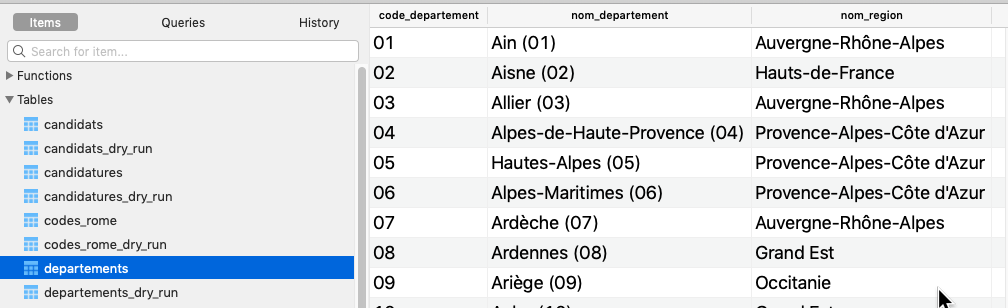 Items Queries History
Search for item...
Functions
Tables
candidats
candidats_dry_run
candidatures
candidatures_dry_run
codes_rome
codes_rome_dry_run
departements
departements_dry_run
code_departement nom_departement nom_region
01 Ain (01) Auvergne-Rhône-Alpes
02 Aisne (02) Hauts-de-France
03 Allier (03) Auvergne-Rhône-Alpes
04 Alpes-de-Haute-Provence (04) Provence-Alpes-Côte d'Azur
05 Hautes-Alpes (05) Provence-Alpes-Côte d'Azur
06 Alpes-Maritimes (06) Provence-Alpes-Côte d'Azur
07 Ardèche (07) Auvergne-Rhône-Alpes
08 Ardennes (08) Grand Est
09 Ariège (09) Occitanie